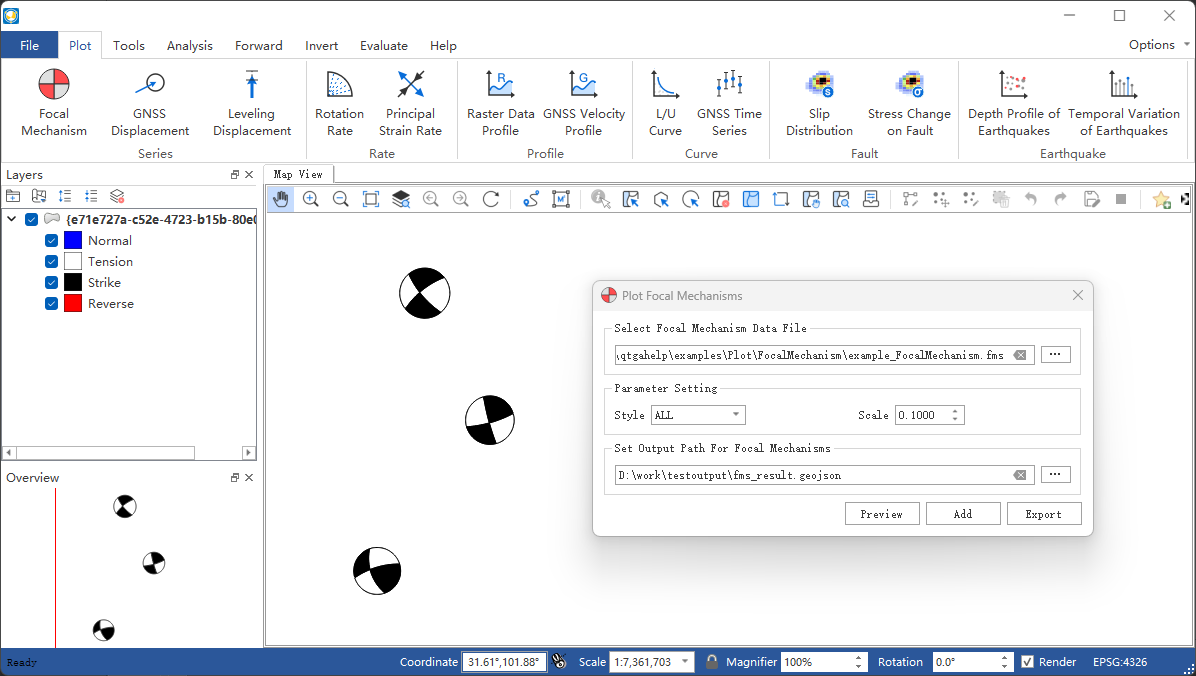 File Plot Tools Analysis Forward Invert Evaluate Help Options
Focal GNSS Leveling Rotation Principal Raster Data GNSS Velocity L/U GNSS Time Slip Stress Change Depth Profile of Temporal Variation
Mechanism Displacement Displacement Rate Strain Rate Profile Profile Curve Series Distribution on Fault Earthquakes of Earthquakes
Series Rate Profile Curve Fault Earthquake
Layers
Map View
{e71e727a-c52e-4723-b15b-80e0
Normal
Tension
Strike
Reverse
Overview
Plot Focal Mechanisms
Select Focal Mechanism Data File
.qtgahelp\examples\Plot\FocalMechanism\example_FocalMechanism.fms ...
Parameter Setting
Style ALL Scale 0.1000
Set Output Path For Focal Mechanisms
D:\work\testoutput\fms_result.geojson ...
Preview Add Export
Ready Coordinate 31.61°,101.88° Scale 1:7,361,703 Magnifier 100% Rotation 0.0° Render EPSG:4326